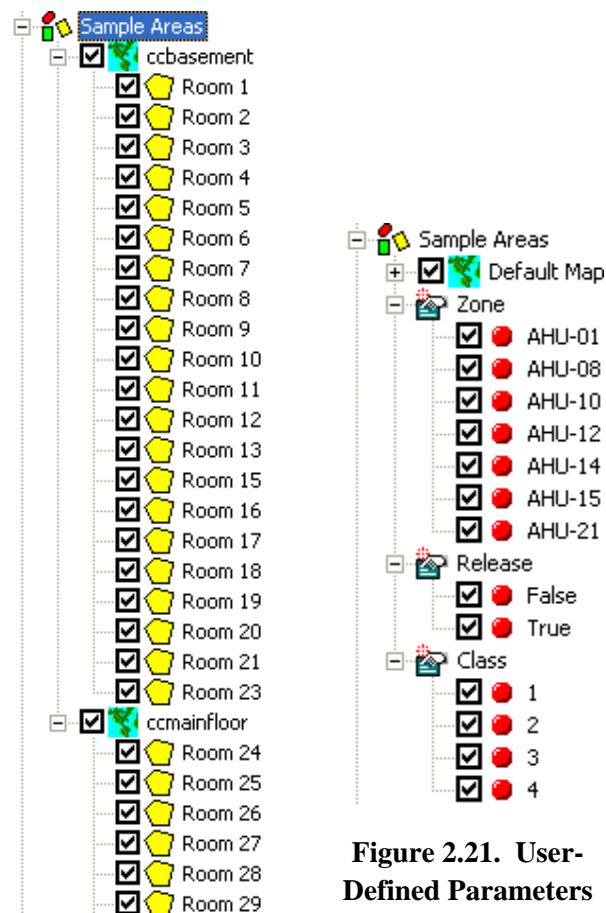 Sample Areas
ccbasement
Room 1
Room 2
Room 3
Room 4
Room 5
Room 6
Room 7
Room 8
Room 9
Room 10
Room 11
Room 12
Room 13
Room 15
Room 16
Room 17
Room 18
Room 19
Room 20
Room 21
Room 23
ccmainfloor
Room 24
Room 25
Room 26
Room 27
Room 28
Room 29
Sample Areas
Default Map
Zone
AHU-01
AHU-08
AHU-10
AHU-12
AHU-14
AHU-15
AHU-21
Release
False
True
Class
1
2
3
4
Figure 2.21. User-
Defined Parameters